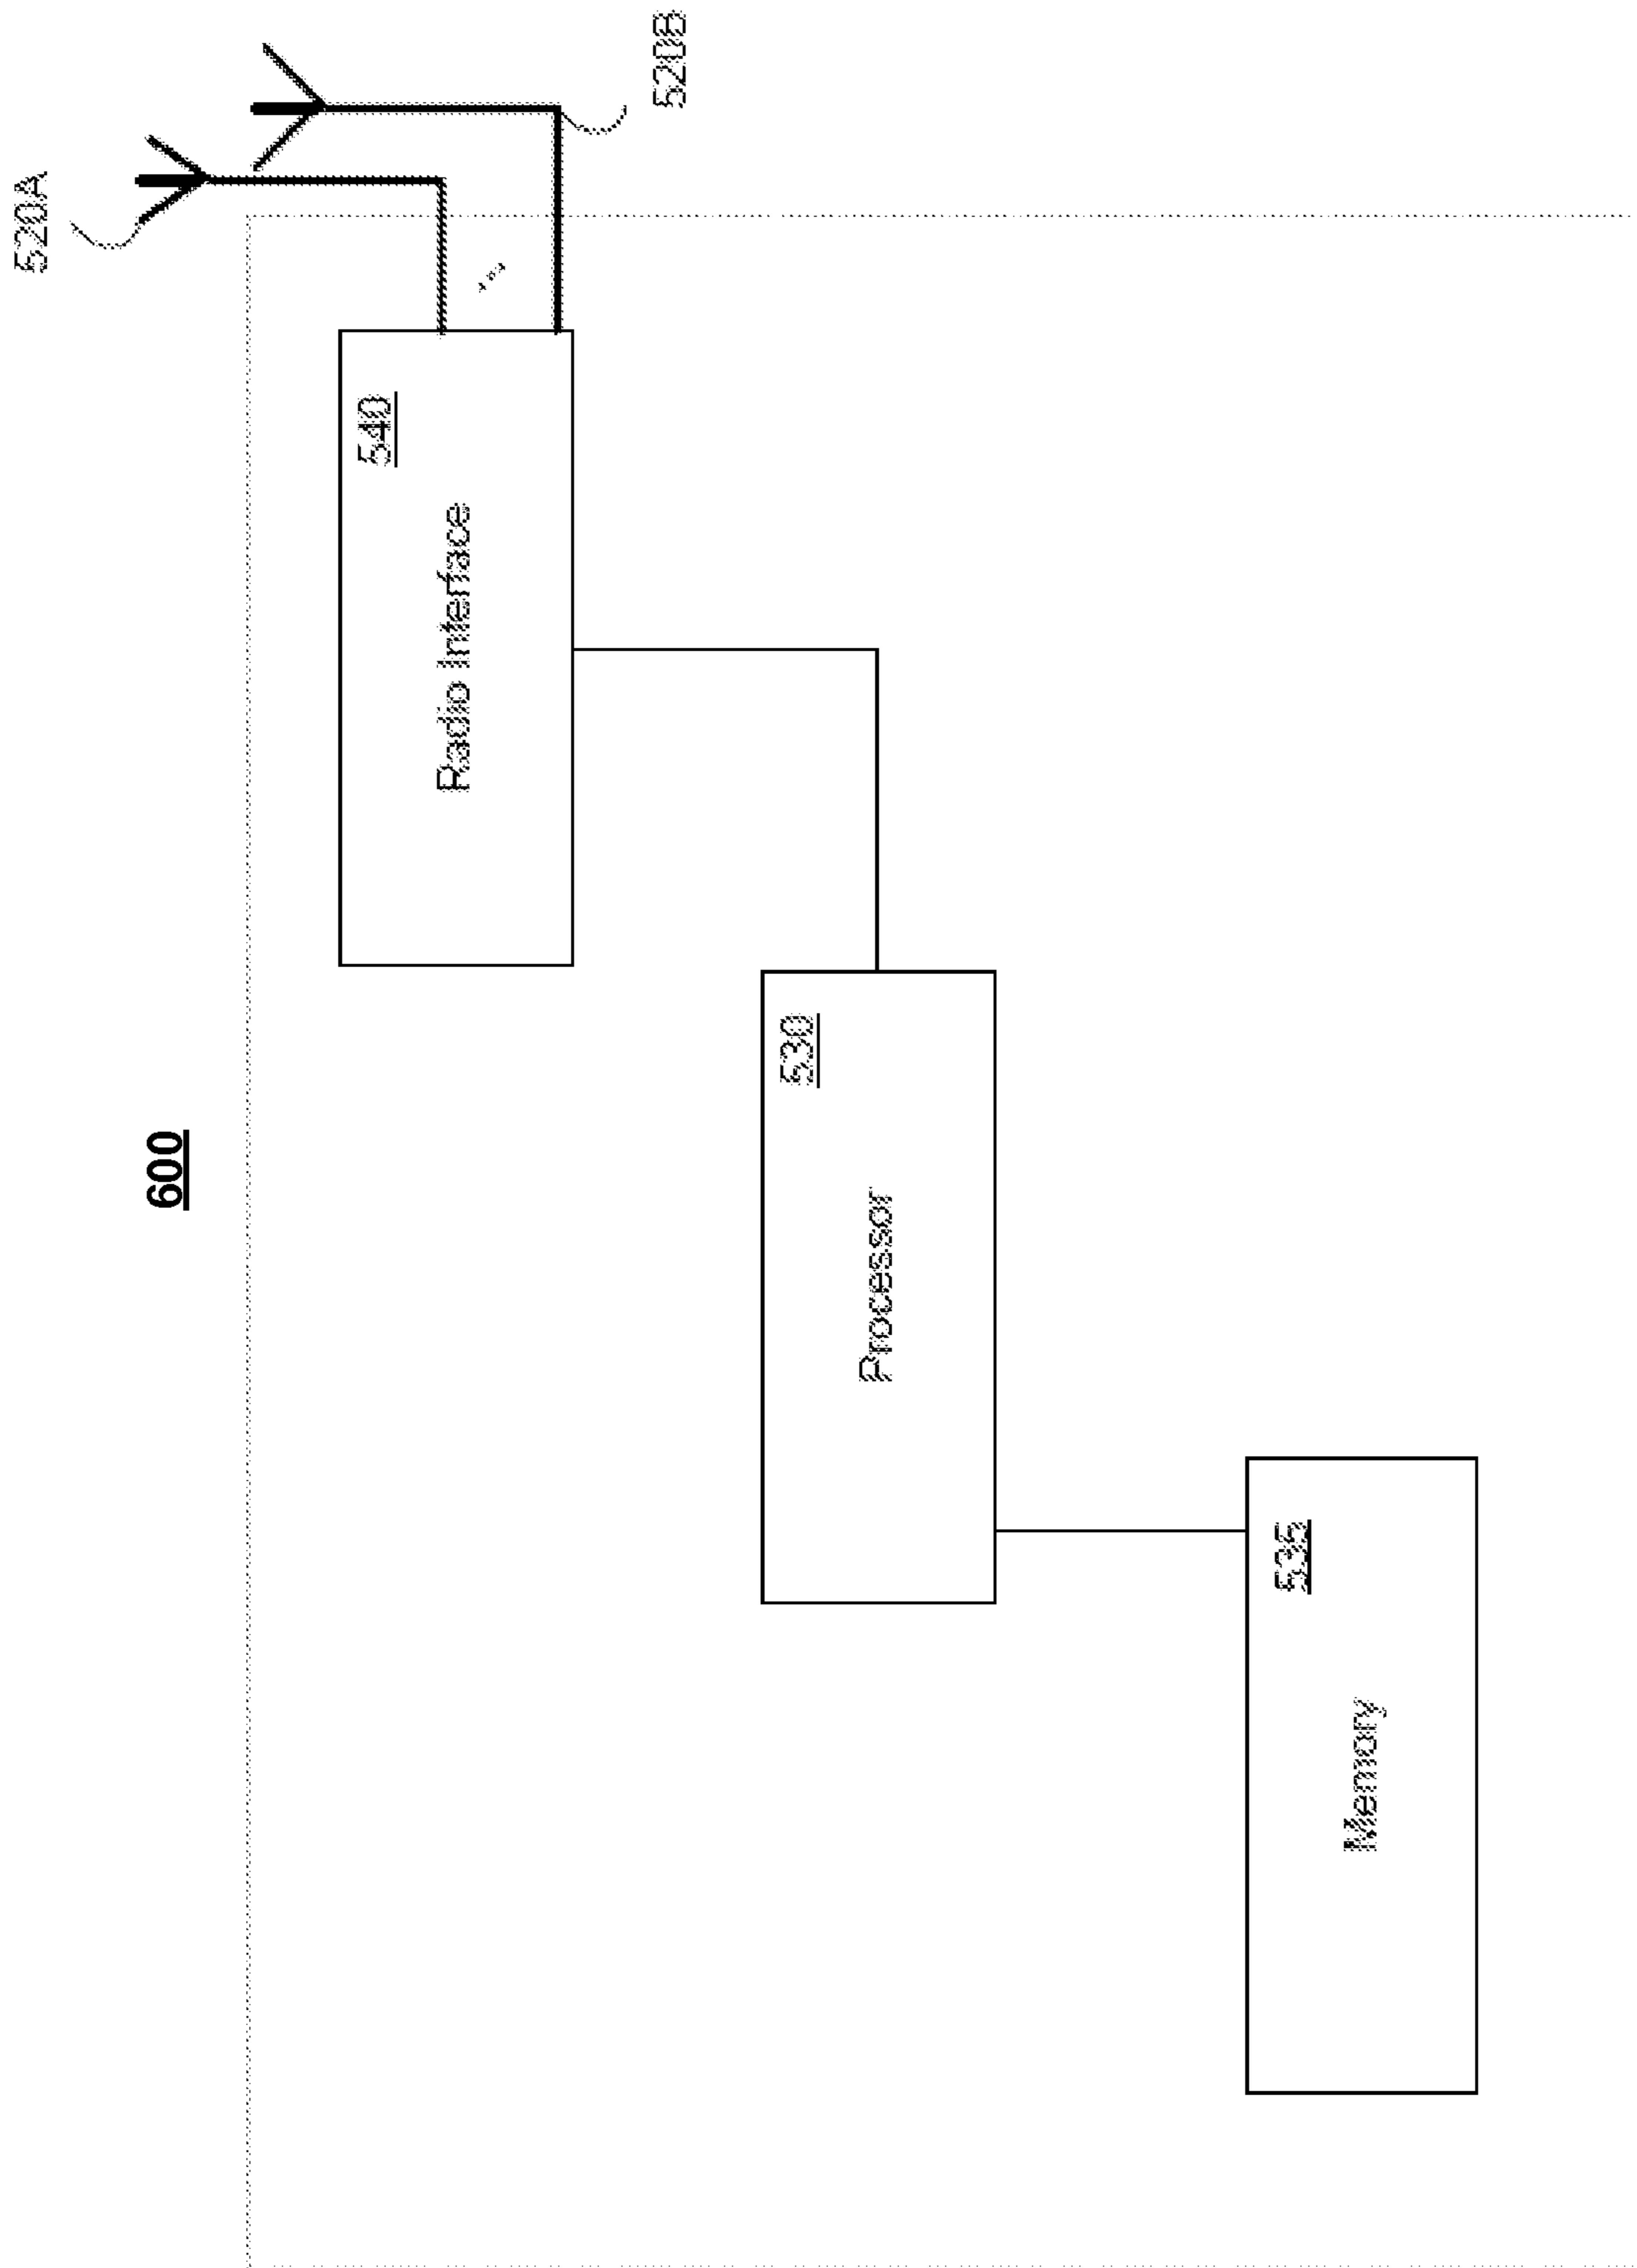 600
520A
520B
540
Radio Interface
530
Processor
535
Memory